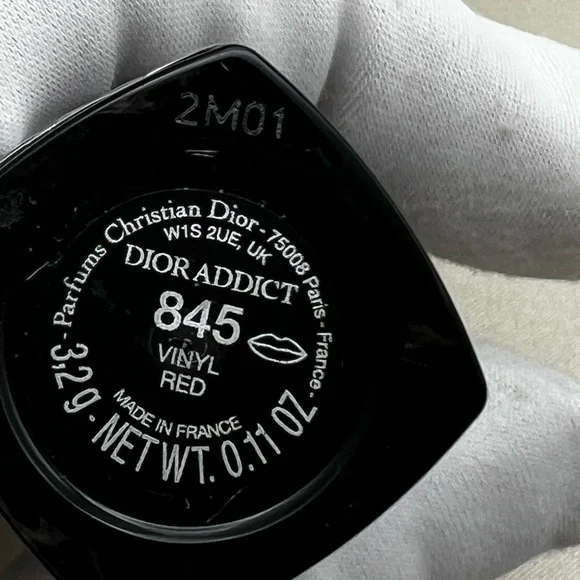 2M01
- Parfums Christian Dior - 75008 Paris - France -
W1S 2UE, UK
DIOR ADDICT
845
VINYL
RED
MADE IN FRANCE
3,2 g - NET WT. 0.11 OZ